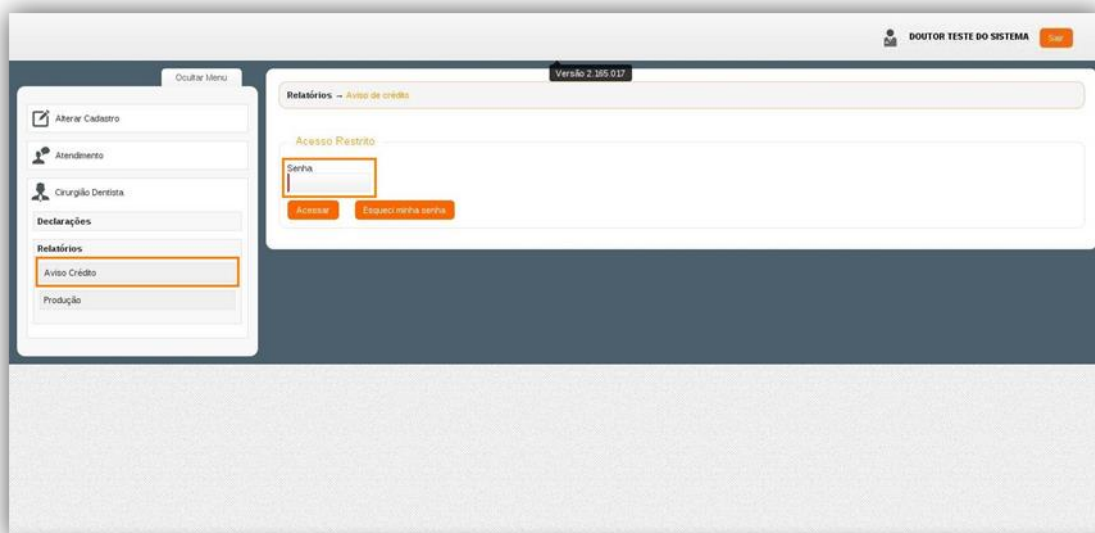 DOUTOR TESTE DO SISTEMA Sair
Versão 2.165.017
Ocultar Menu
Alterar Cadastro
Atendimento
Cirurgião Dentista
Declarações
Relatórios
Aviso Crédito
Produção
Relatórios → Aviso de crédito
Acesso Restrito
Senha
Acessar Esqueci minha senha